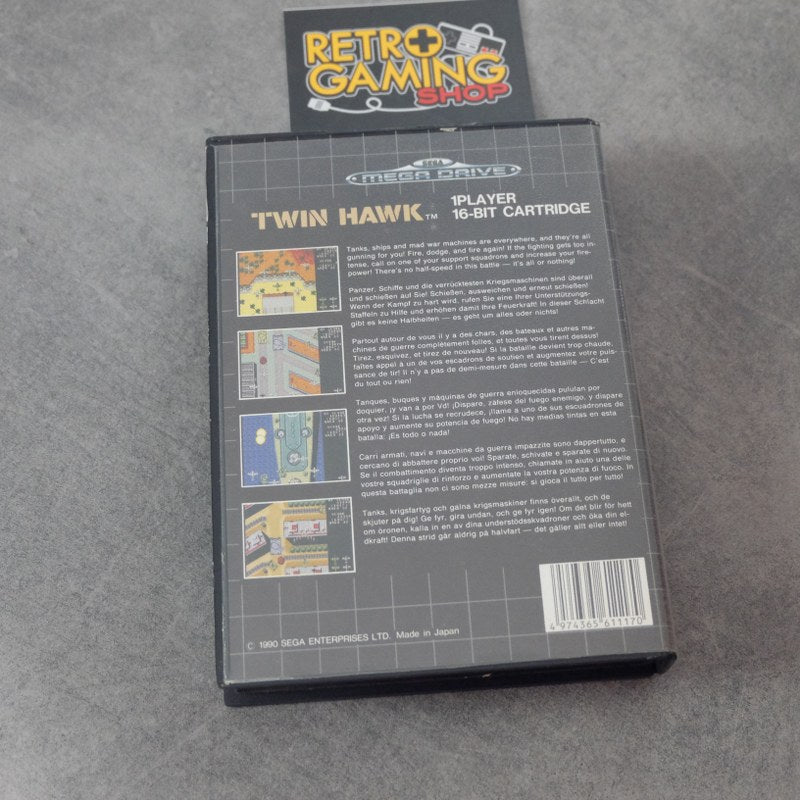 RETRO
GAMING
SHOP
SEGA
MEGA DRIVE
TWIN HAWK™
1PLAYER
16-BIT CARTRIDGE
Tanks, ships and mad war machines are everywhere, and they're all
gunning for you! Fire, dodge, and fire again! If the fighting gets too in-
tense, call on one of your support squadrons and increase your fire-
power! There's no half-speed in this battle — it's all or nothing!
Panzer, Schiffe und die verrücktesten Kriegsmaschinen sind überall
und schießen auf Sie! Schießen, ausweichen und erneut schießen!
Wenn der Kampf zu hart wird, rufen Sie eine Ihrer Unterstützungs-
Staffeln zu Hilfe und erhöhen damit Ihre Feuerkraft! In dieser Schlacht
gibt es keine Halbheiten — es geht um alles oder nichts!
Partout autour de vous il y a des chars, des bateaux et autres ma-
chines de guerre complètement folles, et toutes vous tirent dessus!
Tirez, esquivez, et tirez de nouveau! Si la bataille devient trop chaude,
faîtes appel à un de vos escadrons de soutien et augmentez votre puis-
sance de tir! Il n'y a pas de demi-mesure dans cette bataille — C'est
du tout ou rien!
Tanques, buques y máquinas de guerra enloquecidas pululan por
doquier, ¡y van a por Vd! ¡Dispare, záfese del fuego enemigo, y dispare
otra vez! Si la lucha se recrudece, ¡llame a uno de sus escuadrones de
apoyo y aumente su potencia de fuego! No hay medias tintas en esta
batalla: ¡Es todo o nada!
Carri armati, navi e macchine da guerra impazzite sono dappertutto, e
cercano di abbattere proprio voi! Sparate, schivate e sparate di nuovo.
Se il combattimento diventa troppo intenso, chiamate in aiuto una delle
vostre squadriglie di rinforzo e aumentate la vostra potenza di fuoco. In
questa battaglia non ci sono mezze misure: si gioca il tutto per tutto!
Tanks, krigsfartyg och galna krigsmaskiner finns överallt, och de
skjuter på dig! Ge fyr, gira undan, och ge fyr igen! Om det blir för hett
om öronen, kalla in en av dina understödsskvadroner och öka din el-
dkraft! Denna strid går aldrig på halvfart — det gäller allt eller intet!
© 1990 SEGA ENTERPRISES LTD. Made in Japan
4 974365 611170